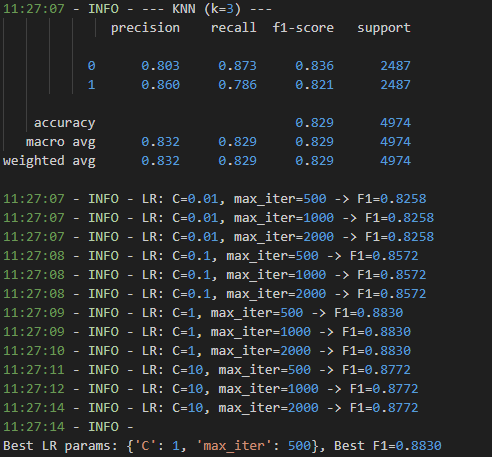 11:27:07 - INFO - --- KNN (k=3) ---
precision recall f1-score support
0 0.803 0.873 0.836 2487
1 0.860 0.786 0.821 2487
accuracy 0.829 4974
macro avg 0.832 0.829 0.829 4974
weighted avg 0.832 0.829 0.829 4974
11:27:07 - INFO - LR: C=0.01, max_iter=500 -> F1=0.8258
11:27:07 - INFO - LR: C=0.01, max_iter=1000 -> F1=0.8258
11:27:07 - INFO - LR: C=0.01, max_iter=2000 -> F1=0.8258
11:27:08 - INFO - LR: C=0.1, max_iter=500 -> F1=0.8572
11:27:08 - INFO - LR: C=0.1, max_iter=1000 -> F1=0.8572
11:27:08 - INFO - LR: C=0.1, max_iter=2000 -> F1=0.8572
11:27:09 - INFO - LR: C=1, max_iter=500 -> F1=0.8830
11:27:09 - INFO - LR: C=1, max_iter=1000 -> F1=0.8830
11:27:10 - INFO - LR: C=1, max_iter=2000 -> F1=0.8830
11:27:11 - INFO - LR: C=10, max_iter=500 -> F1=0.8772
11:27:12 - INFO - LR: C=10, max_iter=1000 -> F1=0.8772
11:27:14 - INFO - LR: C=10, max_iter=2000 -> F1=0.8772
11:27:14 - INFO -
Best LR params: {'C': 1, 'max_iter': 500}, Best F1=0.8830